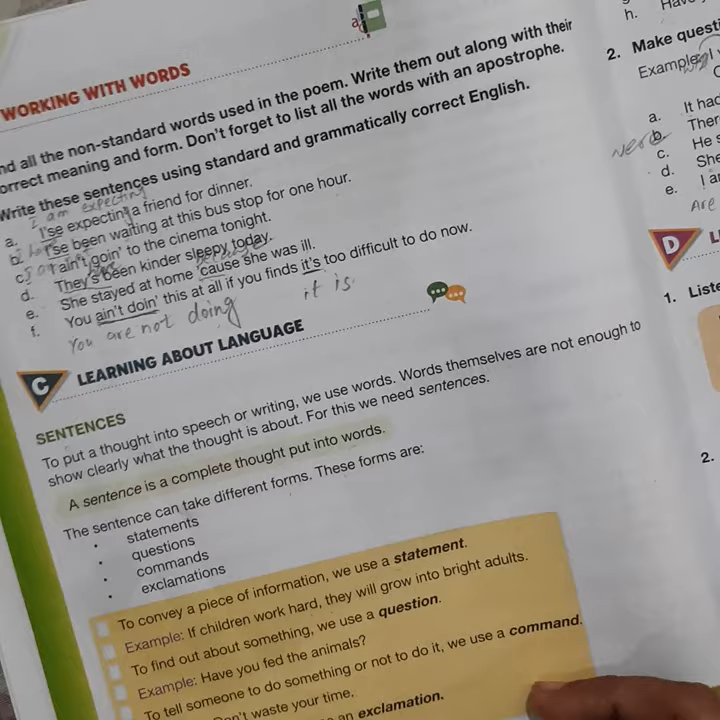 h. Have
WORKING WITH WORDS
nd all the non-standard words used in the poem. Write them out along with their
orrect meaning and form. Don't forget to list all the words with an apostrophe.
Write these sentences using standard and grammatically correct English.
I am expecting
a. I'se expecting a friend for dinner.
b. I'se been waiting at this bus stop for one hour.
c. I ain't goin' to the cinema tonight.
d. They's been kinder sleepy today.
e. She stayed at home 'cause she was ill.
f. You ain't doin' this at all if you finds it's too difficult to do now.
You are not doing it is
C LEARNING ABOUT LANGUAGE
SENTENCES
To put a thought into speech or writing, we use words. Words themselves are not enough to
show clearly what the thought is about. For this we need sentences.
A sentence is a complete thought put into words.
The sentence can take different forms. These forms are:
• statements
• questions
• commands
• exclamations
To convey a piece of information, we use a statement.
Example: If children work hard, they will grow into bright adults.
To find out about something, we use a question.
Example: Have you fed the animals?
To tell someone to do something or not to do it, we use a command.
Don't waste your time.
an exclamation.
2. Make questi
Example: I
a. It had
b. Ther
c. He s
d. She
e. I a
were
Are
D L
1. Liste
2.